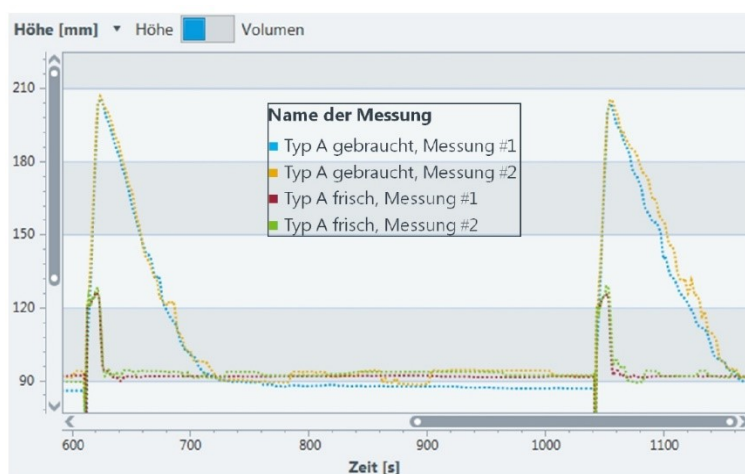 Höhe [mm] Höhe Volumen
210
180
150
120
90
Name der Messung
Typ A gebraucht, Messung #1
Typ A gebraucht, Messung #2
Typ A frisch, Messung #1
Typ A frisch, Messung #2
600 700 800 900 1000 1100
Zeit [s]